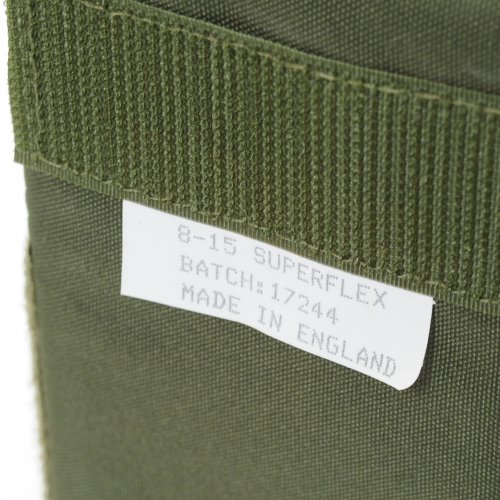 8-15 SUPERFLEX
BATCH:17244
MADE IN ENGLAND